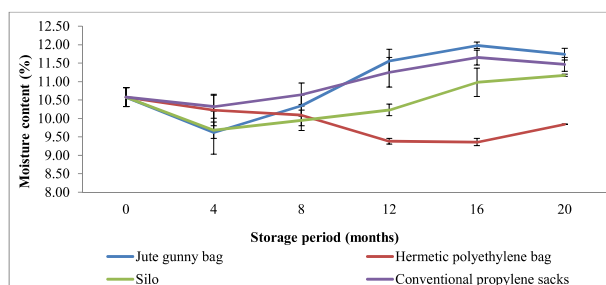 12.50
12.00
11.50
11.00
10.50
10.00
9.50
9.00
8.50
8.00
Moisture content (%)
0 4 8 12 16 20
Storage period (months)
Jute gunny bag Hermetic polyethylene bag
Silo Conventional propylene sacks